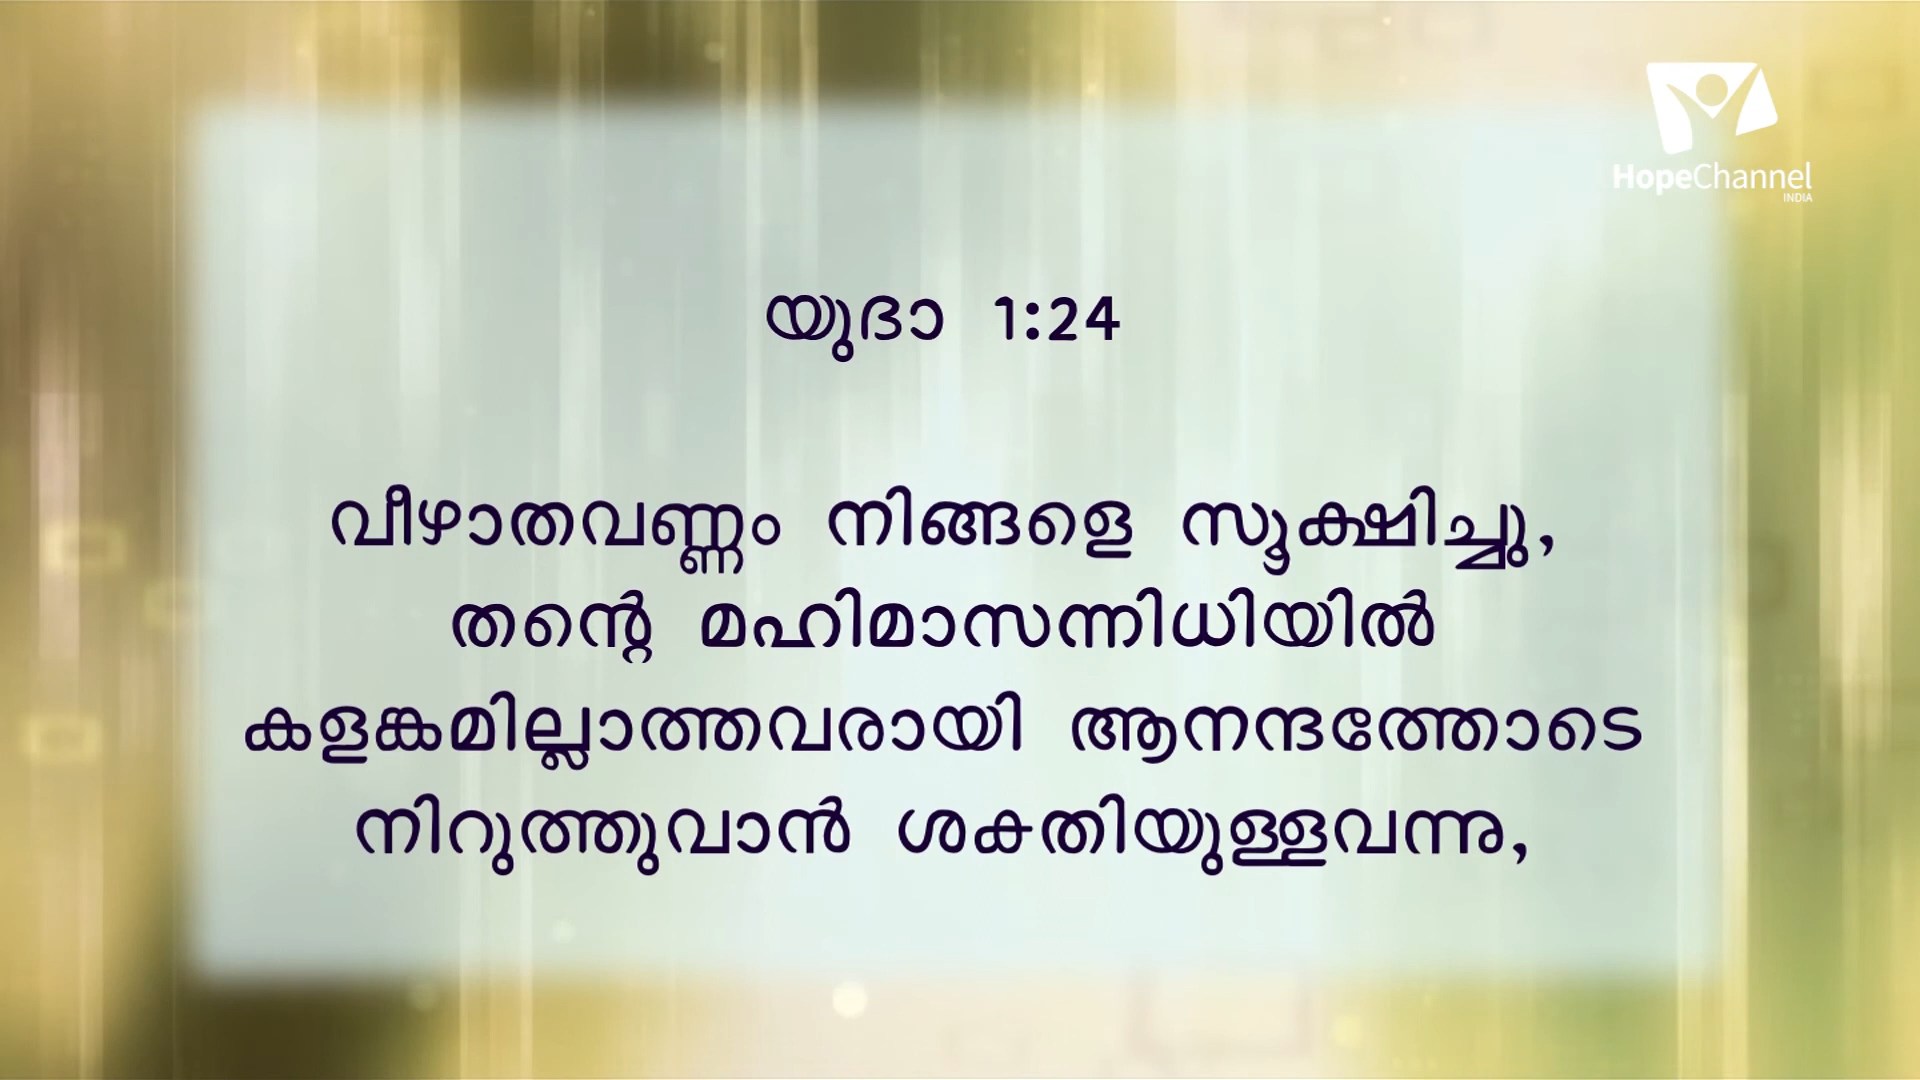 HopeChannel
INDIA
യുദാ 1:24
വീഴാതവണ്ണം നിങ്ങളെ സൂക്ഷിച്ചു,
തന്റെ മഹിമാസന്നിധിയിൽ
കളങ്കമില്ലാത്തവരായി ആനന്ദത്തോടെ
നിറുത്തുവാൻ ശക്തിയുള്ളവന്നു,